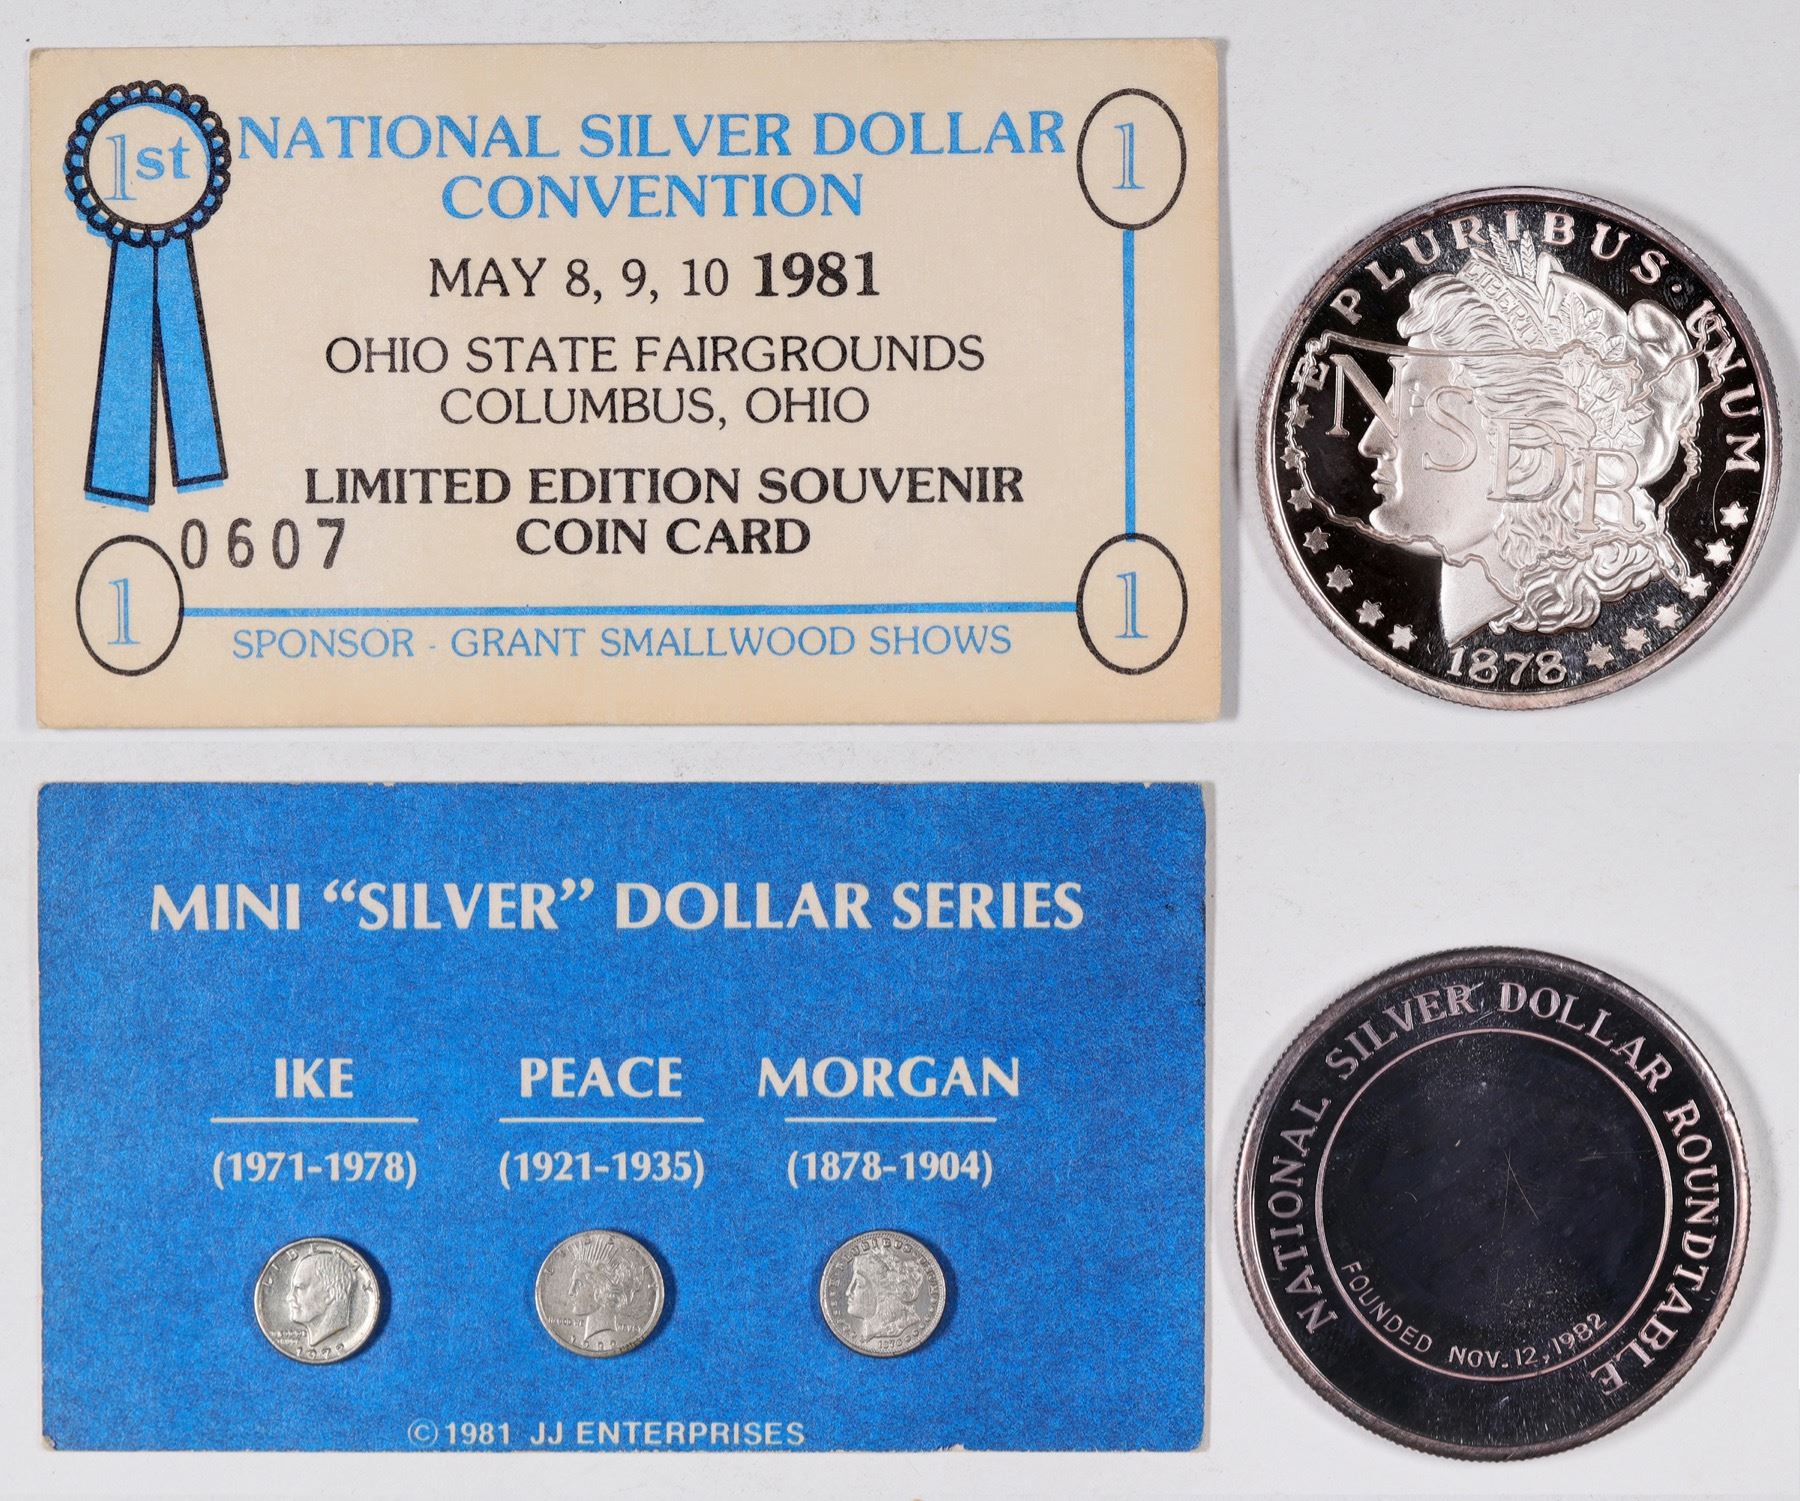 1st
NATIONAL SILVER DOLLAR
CONVENTION
1
MAY 8, 9, 10 1981
OHIO STATE FAIRGROUNDS
COLUMBUS, OHIO
LIMITED EDITION SOUVENIR
COIN CARD
0607
1
1
SPONSOR - GRANT SMALLWOOD SHOWS
E PLURIBUS · UNUM
LIBERTY
NSDR
1878
MINI “SILVER” DOLLAR SERIES
IKE PEACE MORGAN
(1971-1978) (1921-1935) (1878-1904)
LIBERTY
E PLURIBUS UNUM
© 1981 JJ ENTERPRISES
NATIONAL SILVER DOLLAR ROUNDTABLE
FOUNDED NOV. 12, 1982